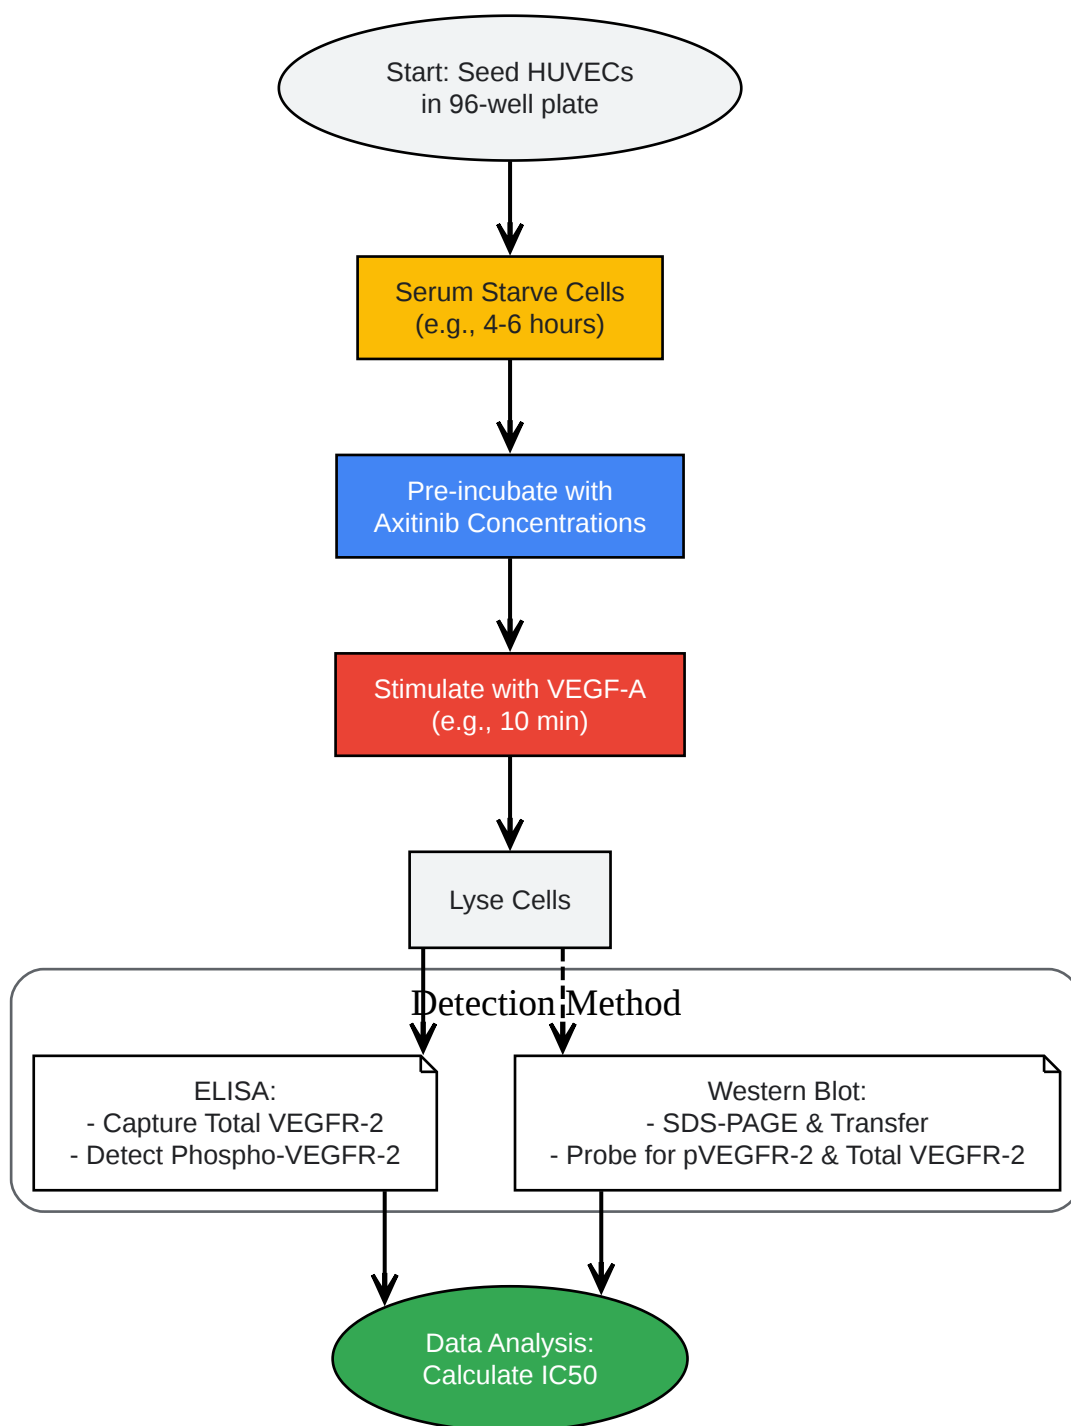 Start: Seed HUVECs
in 96-well plate
Serum Starve Cells
(e.g., 4-6 hours)
Pre-incubate with
Axitinib Concentrations
Stimulate with VEGF-A
(e.g., 10 min)
Lyse Cells
Detection Method
ELISA:
- Capture Total VEGFR-2
- Detect Phospho-VEGFR-2
Western Blot:
- SDS-PAGE & Transfer
- Probe for pVEGFR-2 & Total VEGFR-2
Data Analysis:
Calculate IC50